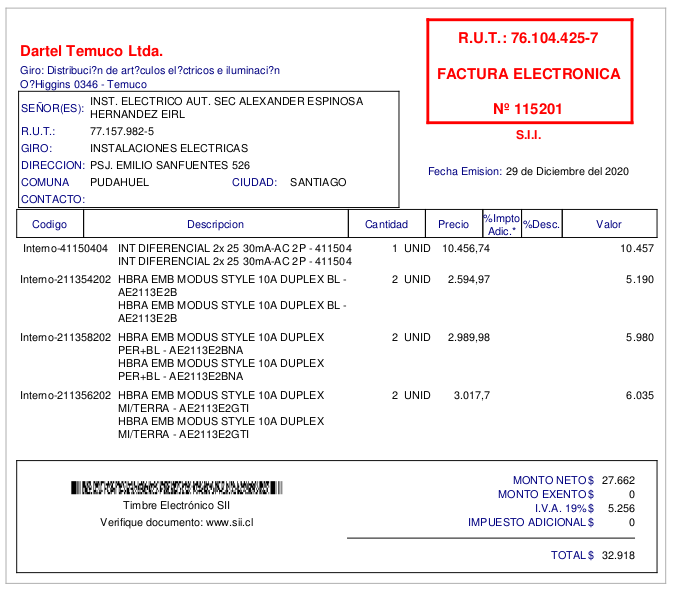 Dartel Temuco Ltda.
Giro: Distribuci?n de art?culos el?ctricos e iluminaci?n
O?Higgins 0346 - Temuco
R.U.T.: 76.104.425-7
FACTURA ELECTRONICA
Nº 115201
S.I.I.
SEÑOR(ES): INST. ELECTRICO AUT. SEC ALEXANDER ESPINOSA
HERNANDEZ EIRL
R.U.T.: 77.157.982-5
GIRO: INSTALACIONES ELECTRICAS
DIRECCION: PSJ. EMILIO SANFUENTES 526
COMUNA PUDAHUEL CIUDAD: SANTIAGO
CONTACTO:
Fecha Emision: 29 de Diciembre del 2020
Codigo Descripcion Cantidad Precio %Impto Adic.* %Desc. Valor
Interno-41150404 INT DIFERENCIAL 2x 25 30mA-AC 2P - 411504 1 UNID 10.456,74 10.457
INT DIFERENCIAL 2x 25 30mA-AC 2P - 411504
Interno-211354202 HBRA EMB MODUS STYLE 10A DUPLEX BL - 2 UNID 2.594,97 5.190
AE2113E2B
HBRA EMB MODUS STYLE 10A DUPLEX BL -
AE2113E2B
Interno-211358202 HBRA EMB MODUS STYLE 10A DUPLEX 2 UNID 2.989,98 5.980
PER+BL - AE2113E2BNA
HBRA EMB MODUS STYLE 10A DUPLEX
PER+BL - AE2113E2BNA
Interno-211356202 HBRA EMB MODUS STYLE 10A DUPLEX 2 UNID 3.017,7 6.035
MI/TERRA - AE2113E2GTI
HBRA EMB MODUS STYLE 10A DUPLEX
MI/TERRA - AE2113E2GTI
Timbre Electrónico SII
Verifique documento: www.sii.cl
MONTO NETO $ 27.662
MONTO EXENTO $ 0
I.V.A. 19% $ 5.256
IMPUESTO ADICIONAL $ 0
TOTAL $ 32.918